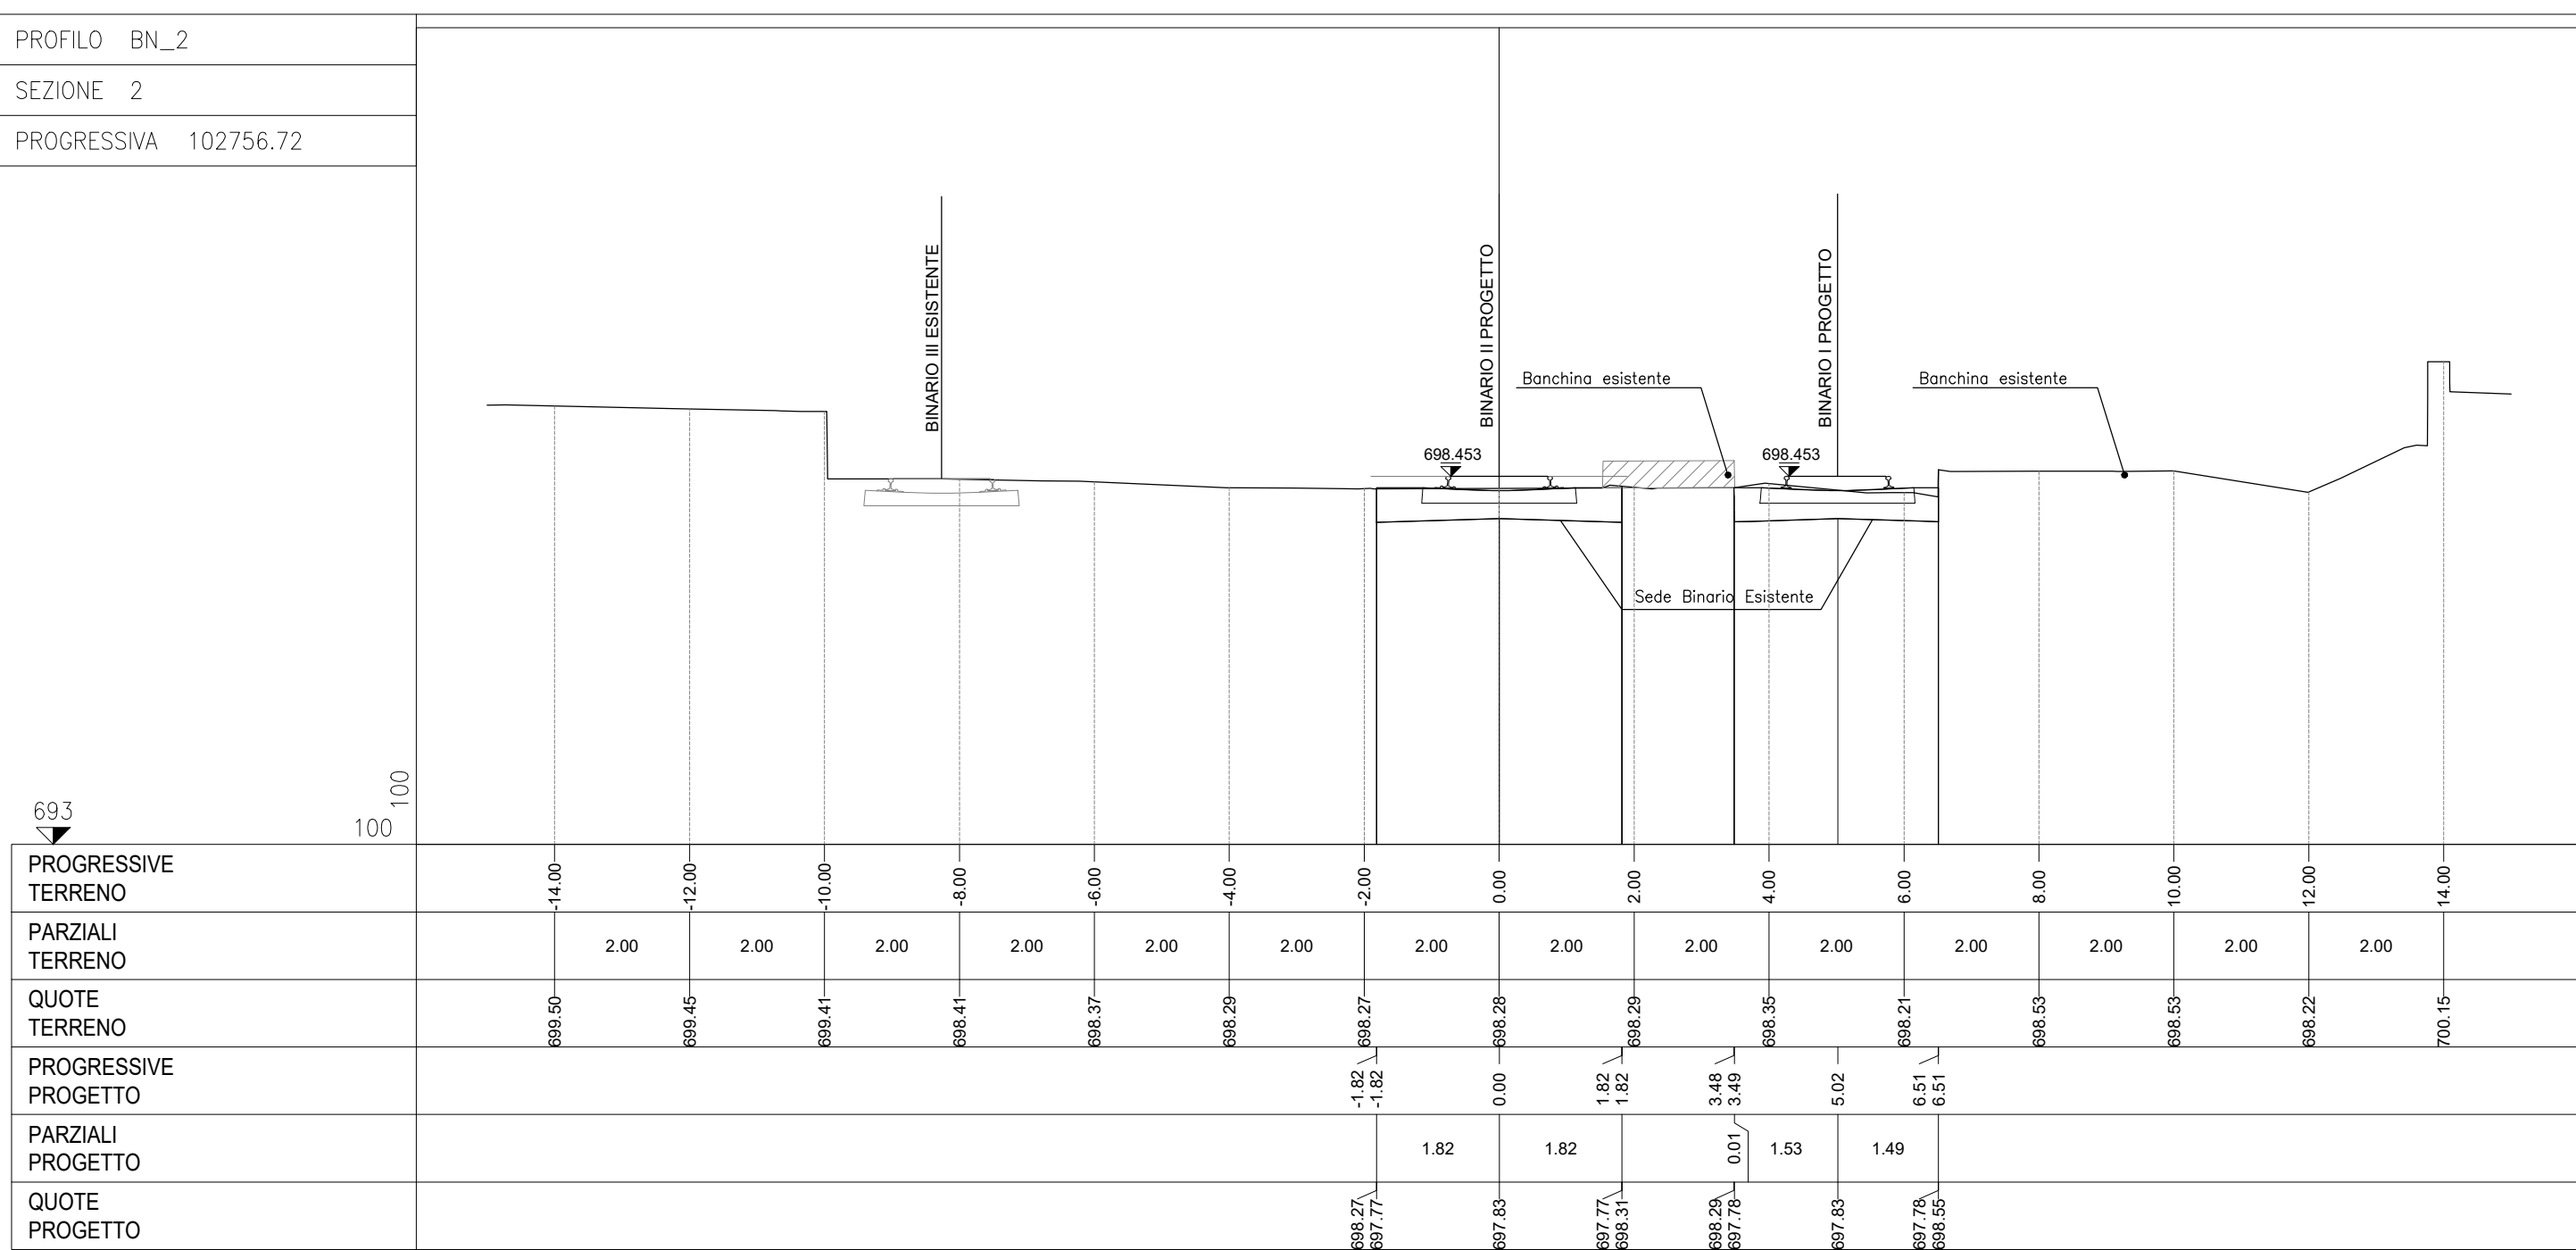 PROFILO BN_2
SEZIONE 2
PROGRESSIVA 102756.72
BINARIO III ESISTENTE
BINARIO II PROGETTO
BINARIO I PROGETTO
Banchina esistente
Banchina esistente
698.453
698.453
Sede Binario Esistente
693
100
100
PROGRESSIVE
TERRENO
-14.00 -12.00 -10.00 -8.00 -6.00 -4.00 -2.00 0.00 2.00 4.00 6.00 8.00 10.00 12.00 14.00
PARZIALI
TERRENO
2.00 2.00 2.00 2.00 2.00 2.00 2.00 2.00 2.00 2.00 2.00 2.00 2.00 2.00
QUOTE
TERRENO
699.50 699.45 699.41 698.41 698.37 698.29 698.27 698.28 698.29 698.35 698.21 698.53 698.53 698.22 700.15
PROGRESSIVE
PROGETTO
-1.82 -1.82 0.00 1.82 1.82 3.48 3.49 5.02 6.51 6.51
PARZIALI
PROGETTO
1.82 1.82 0.01 1.53 1.49
QUOTE
PROGETTO
698.27 697.77 697.83 697.77 698.31 698.29 697.78 697.83 697.78 698.55